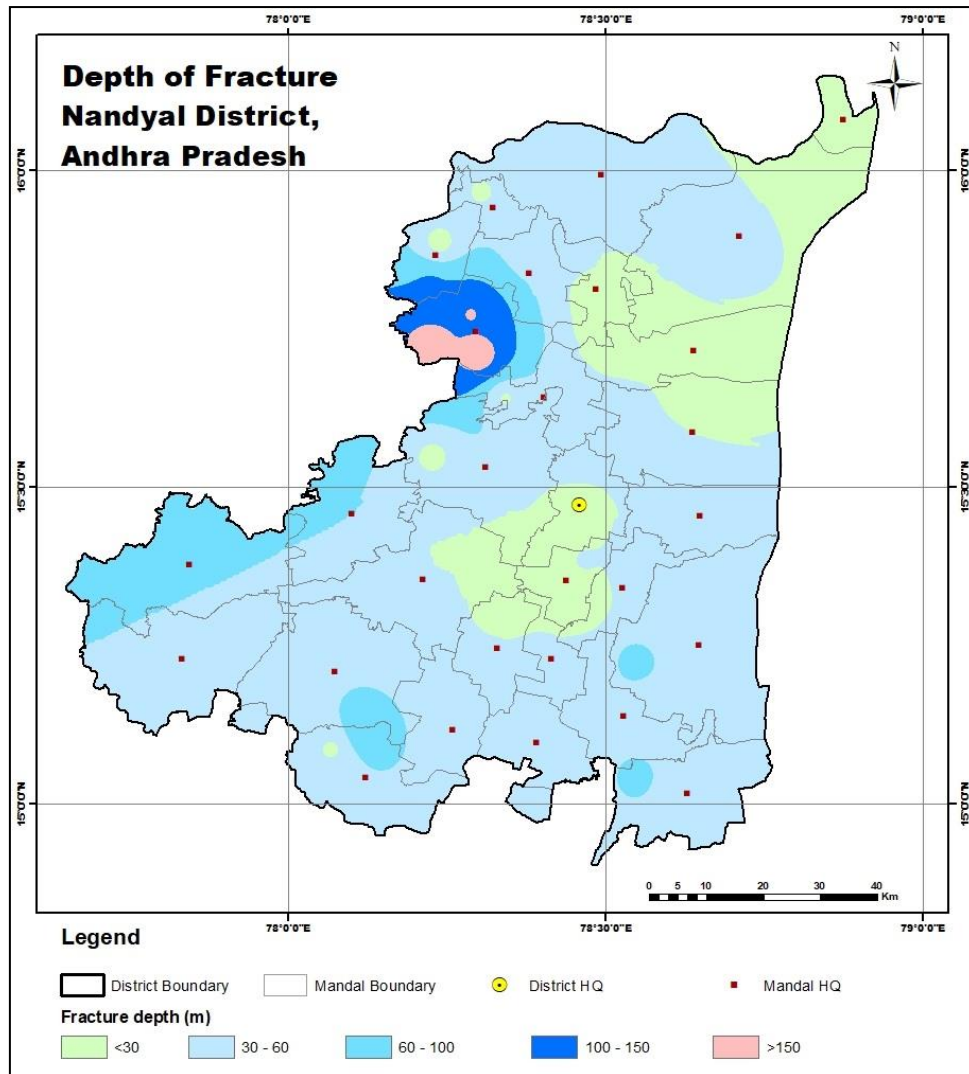 78°0'0"E 78°30'0"E 79°0'0"E
Depth of Fracture
Nandyal District,
Andhra Pradesh
N
16°0'0"N 16°0'0"N
15°30'0"N 15°30'0"N
15°0'0"N 15°0'0"N
0 5 10 20 30 40
Km
78°0'0"E 78°30'0"E 79°0'0"E
Legend
District Boundary Mandal Boundary District HQ Mandal HQ
Fracture depth (m)
<30 30 - 60 60 - 100 100 - 150 >150